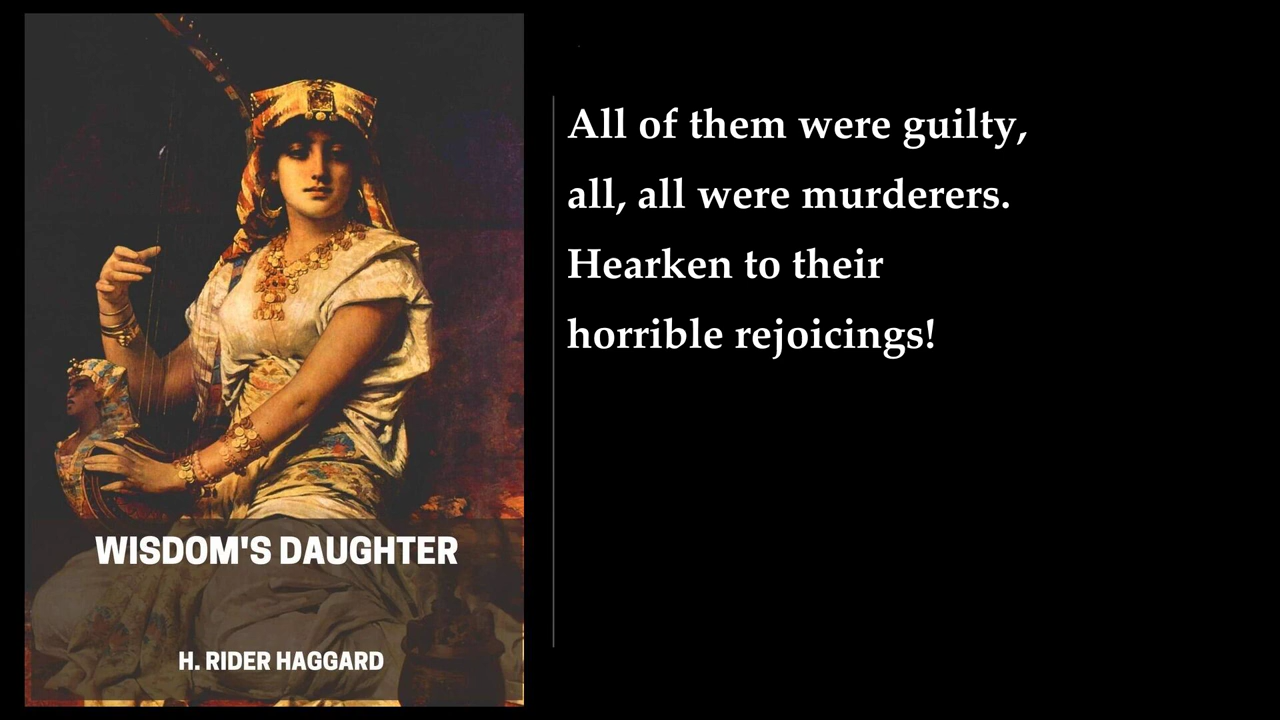 WISDOM'S DAUGHTER
H. RIDER HAGGARD
All of them were guilty,
all, all were murderers.
Hearken to their
horrible rejoicings!